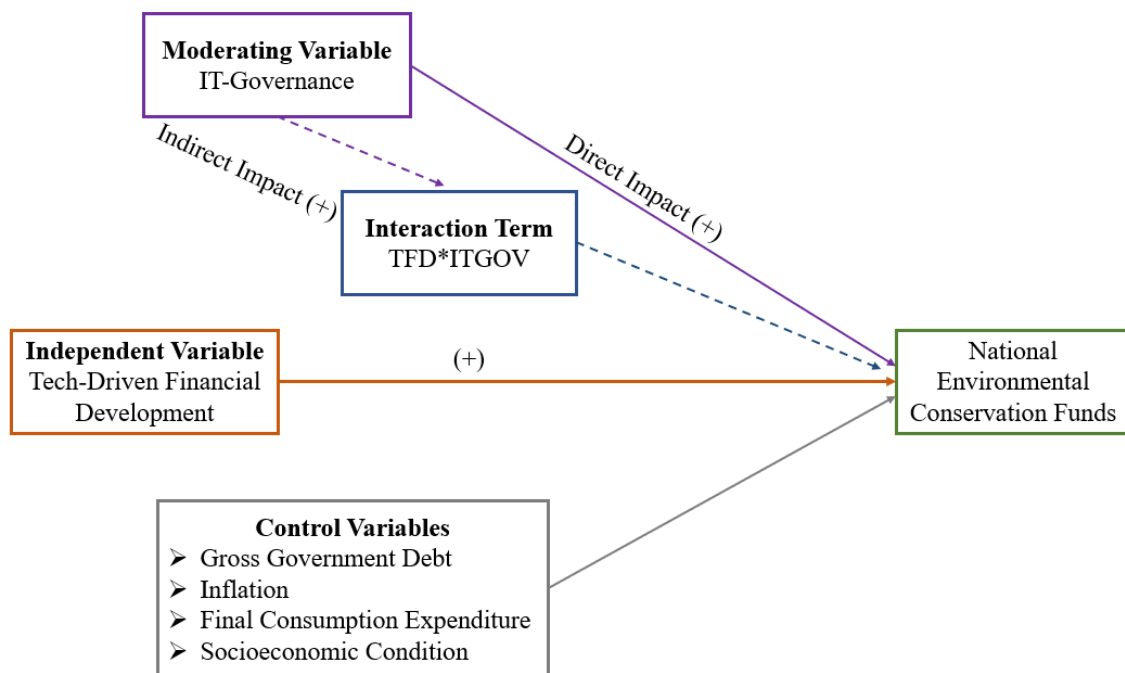 Moderating Variable
IT-Governance
Indirect Impact (+)
Direct Impact (+)
Interaction Term
TFD*ITGOV
Independent Variable
Tech-Driven Financial
Development
(+)
National
Environmental
Conservation Funds
Control Variables
➢ Gross Government Debt
➢ Inflation
➢ Final Consumption Expenditure
➢ Socioeconomic Condition